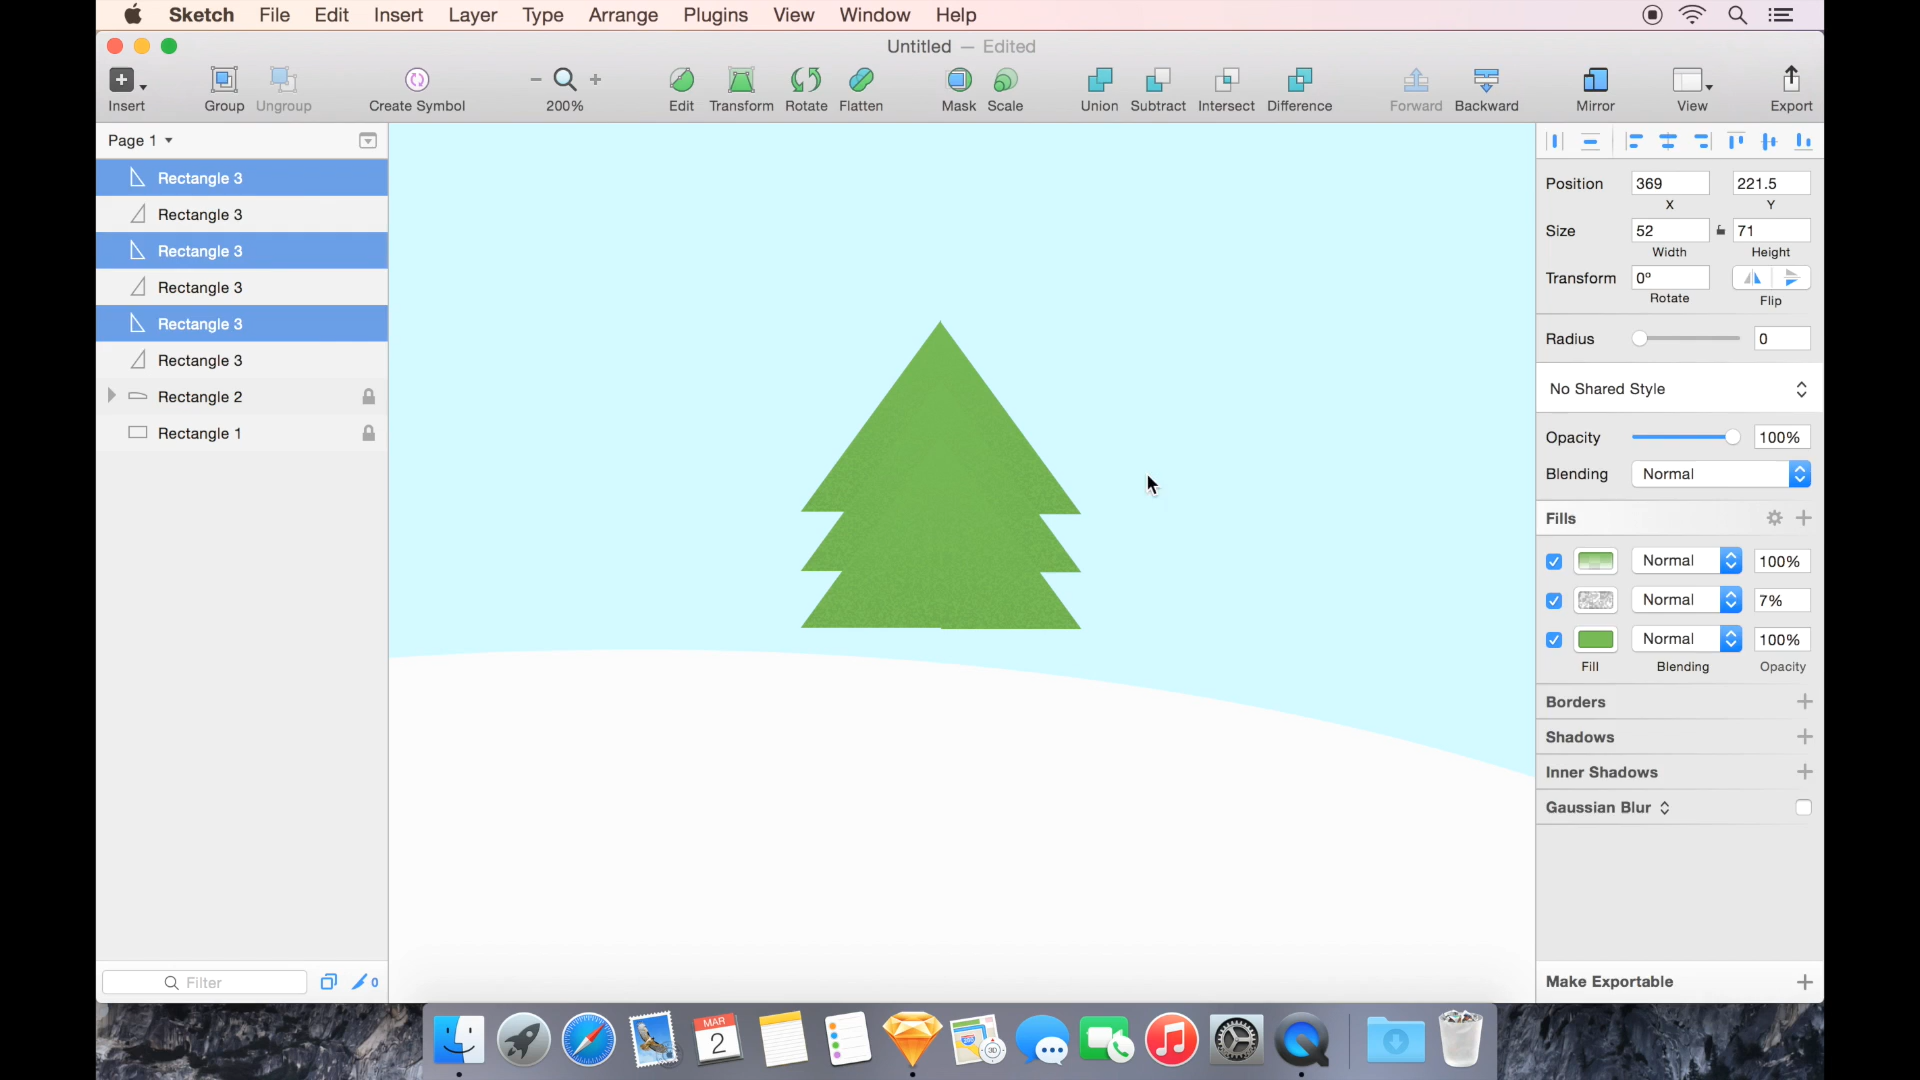 Sketch File Edit Insert Layer Type Arrange Plugins View Window Help
Untitled — Edited
Insert Group Ungroup Create Symbol 200% Edit Transform Rotate Flatten Mask Scale Union Subtract Intersect Difference Forward Backward Mirror View Export
Page 1
Rectangle 3
Rectangle 3
Rectangle 3
Rectangle 3
Rectangle 3
Rectangle 3
Rectangle 2
Rectangle 1
Filter
0
Position 369 221.5
X Y
Size 52 71
Width Height
Transform 0º
Rotate Flip
Radius 0
No Shared Style
Opacity 100%
Blending Normal
Fills
Normal 100%
Normal 7%
Normal 100%
Fill Blending Opacity
Borders
Shadows
Inner Shadows
Gaussian Blur
Make Exportable
MAR
2
3D